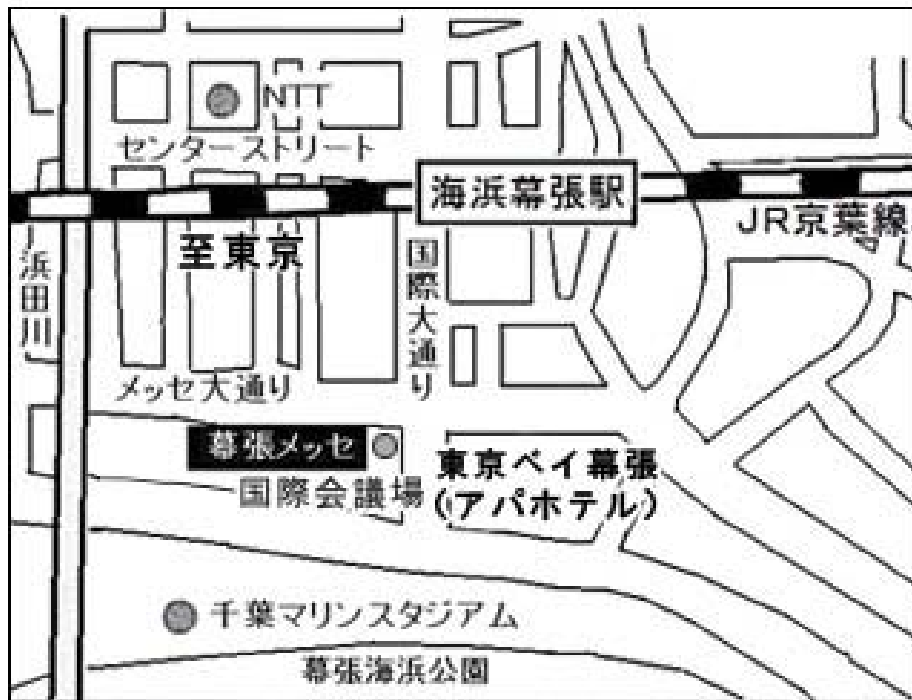 NTT
センターストリート
海浜幕張駅
JR京葉線
至東京
浜田川
国際大通り
メッセ大通り
幕張メッセ
国際会議場
東京ベイ幕張
(アパホテル)
千葉マリンスタジアム
幕張海浜公園